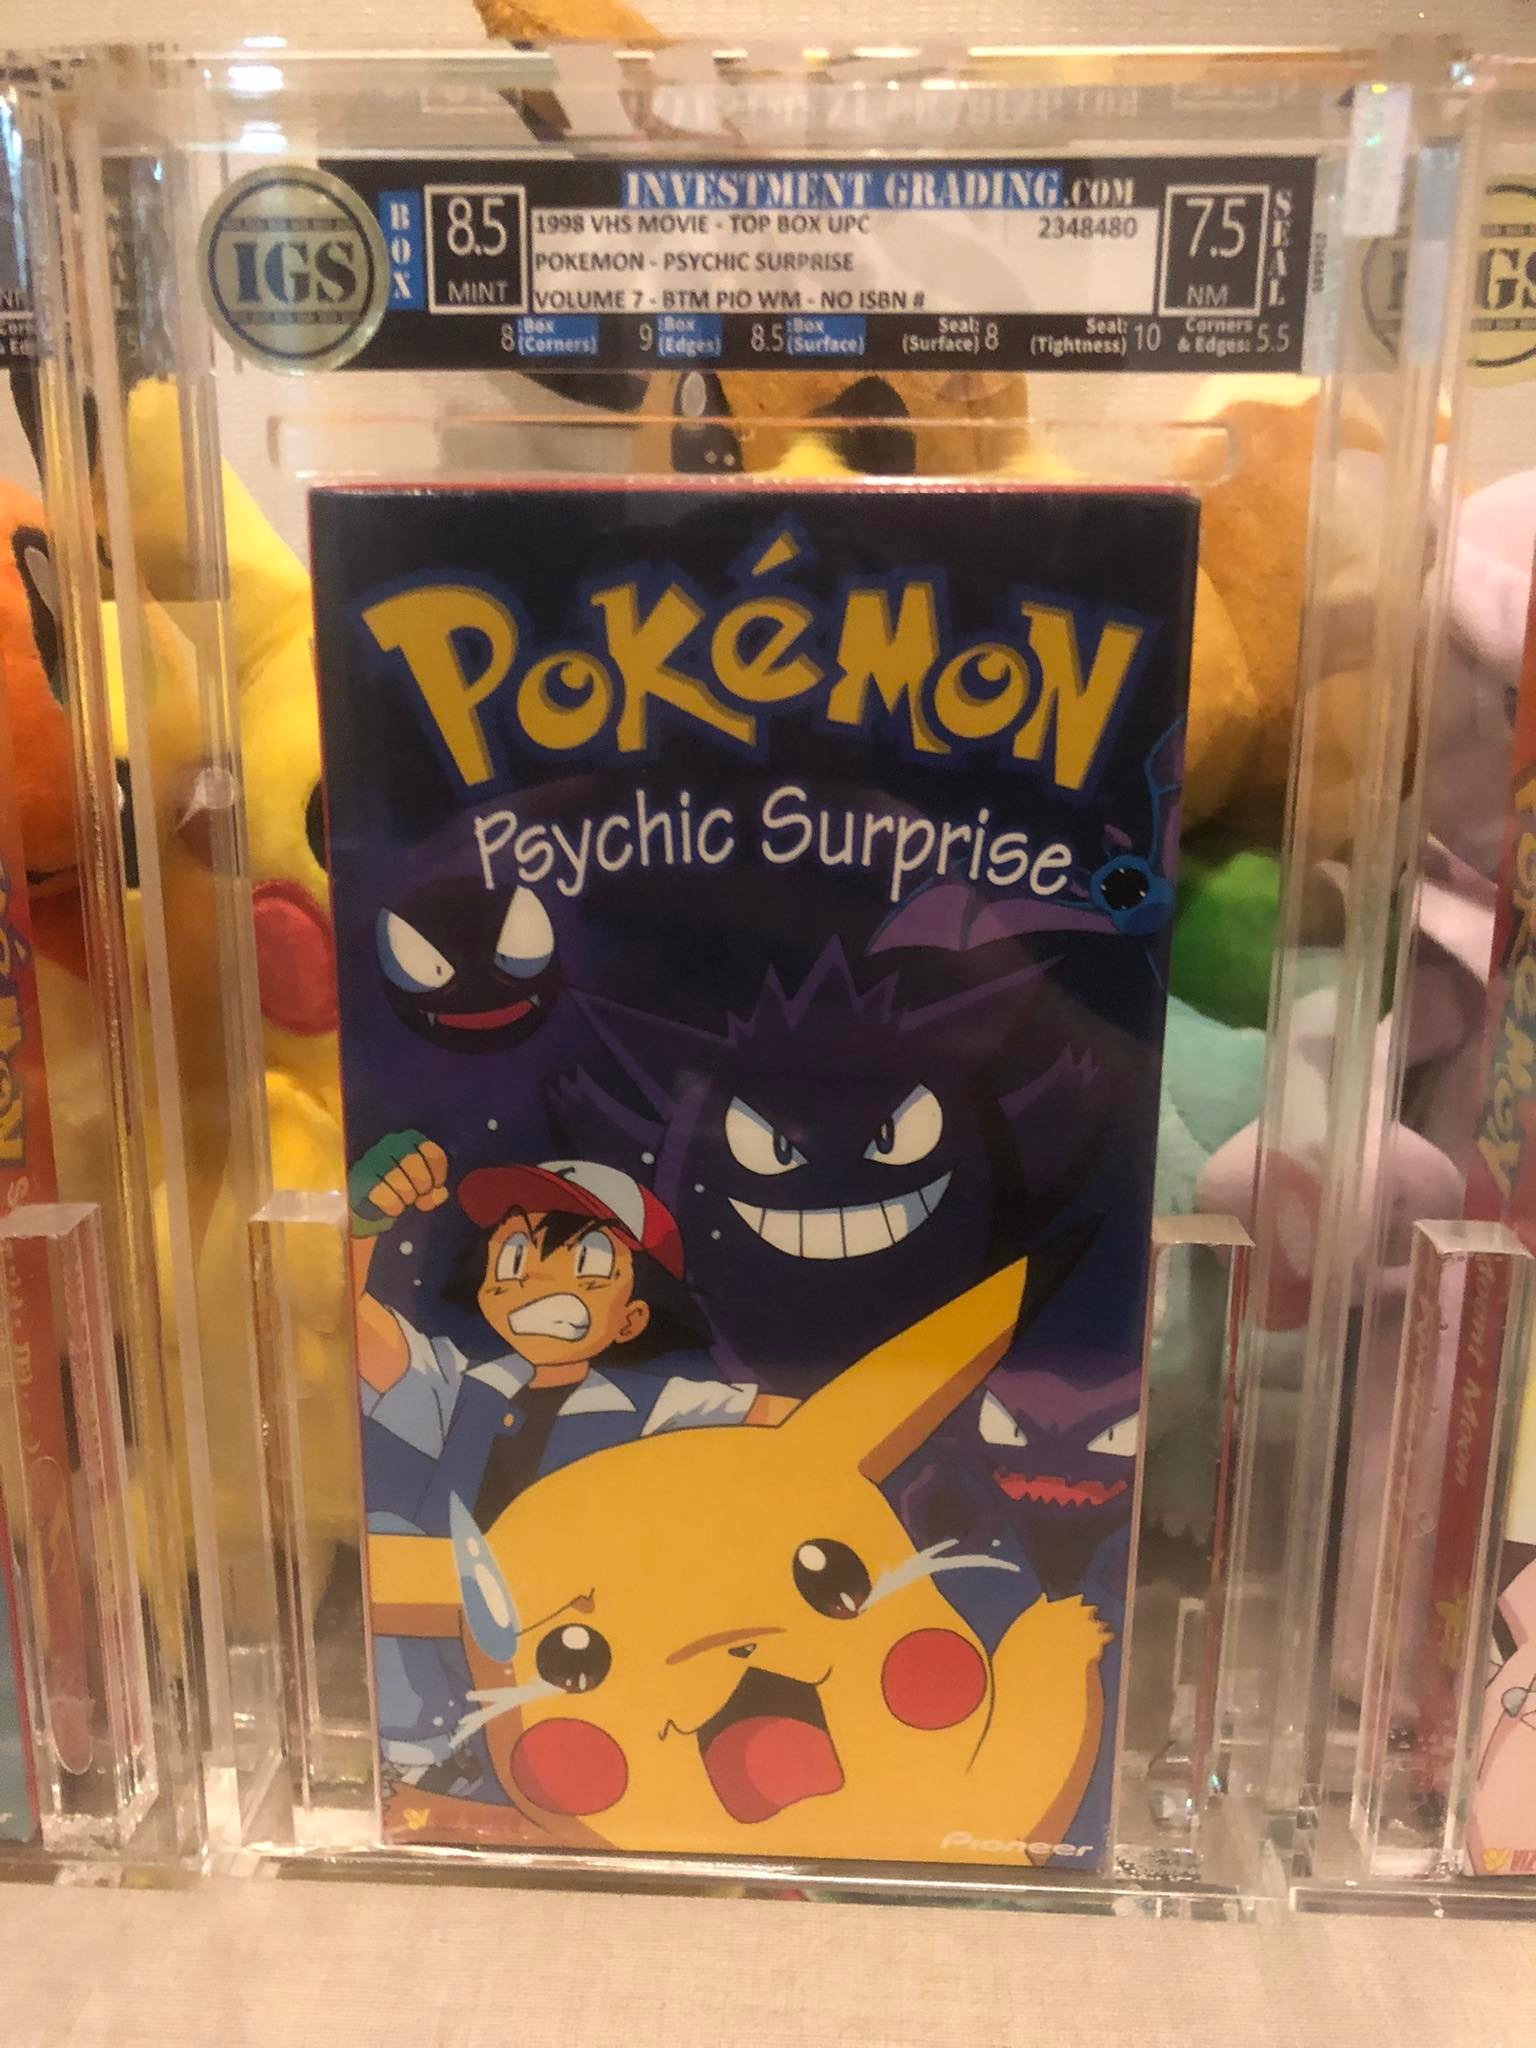 INVESTMENT GRADING.COM
IGS
BOX
8.5
MINT
1998 VHS MOVIE - TOP BOX UPC 2348480
POKEMON - PSYCHIC SURPRISE
VOLUME 7 - BTM PIO WM - NO ISBN #
7.5
NM
SEAL
8 :Box (Corners)
9 :Box (Edges)
8.5 :Box (Surface)
Seal: (Surface) 8
Seal: (Tightness) 10
Corners & Edges: 5.5
POKéMON
Psychic Surprise
Pioneer